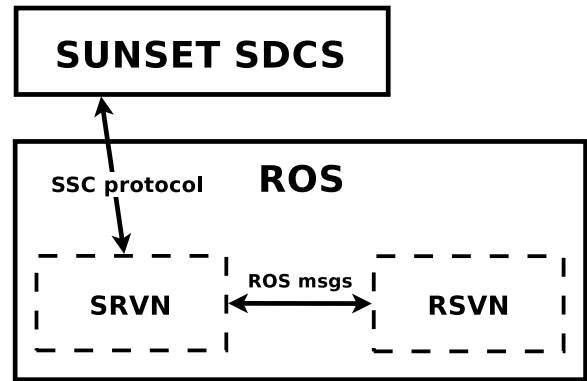 SUNSET SDCS
SSC protocol
ROS
ROS msgs
SRVN
RSVN